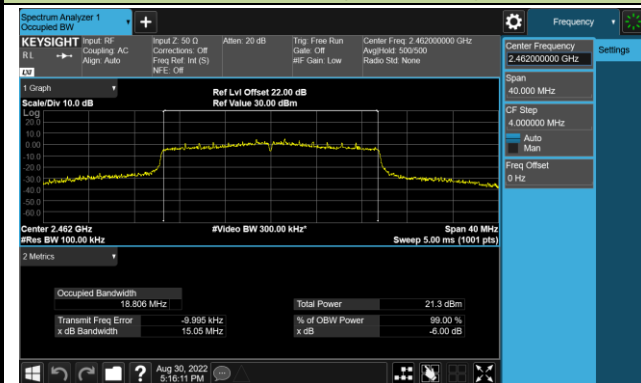 Spectrum Analyzer 1
Occupied BW
+
Frequency
KEYSIGHT
RL
LXI
Input: RF
Coupling: AC
Align: Auto
Input Z: 50 Ω
Corrections: Off
Freq Ref: Int (S)
NFE: Off
Atten: 20 dB
Trig: Free Run
Gate: Off
#IF Gain: Low
Center Freq: 2.462000000 GHz
Avg|Hold: 500/500
Radio Std: None
Center Frequency
2.462000000 GHz
Settings
Span
40.000 MHz
CF Step
4.000000 MHz
Auto
Man
Freq Offset
0 Hz
1 Graph
Scale/Div 10.0 dB
Ref Lvl Offset 22.00 dB
Ref Value 30.00 dBm
Log
20.0
10.0
0.00
-10.0
-20.0
-30.0
-40.0
-50.0
-60.0
Center 2.462 GHz
#Video BW 300.00 kHz*
Span 40 MHz
#Res BW 100.00 kHz
Sweep 5.00 ms (1001 pts)
2 Metrics
Occupied Bandwidth
18.806 MHz
Total Power 21.3 dBm
Transmit Freq Error -9.995 kHz
% of OBW Power 99.00 %
x dB Bandwidth 15.05 MHz
x dB -6.00 dB
?
Aug 30, 2022
5:16:11 PM